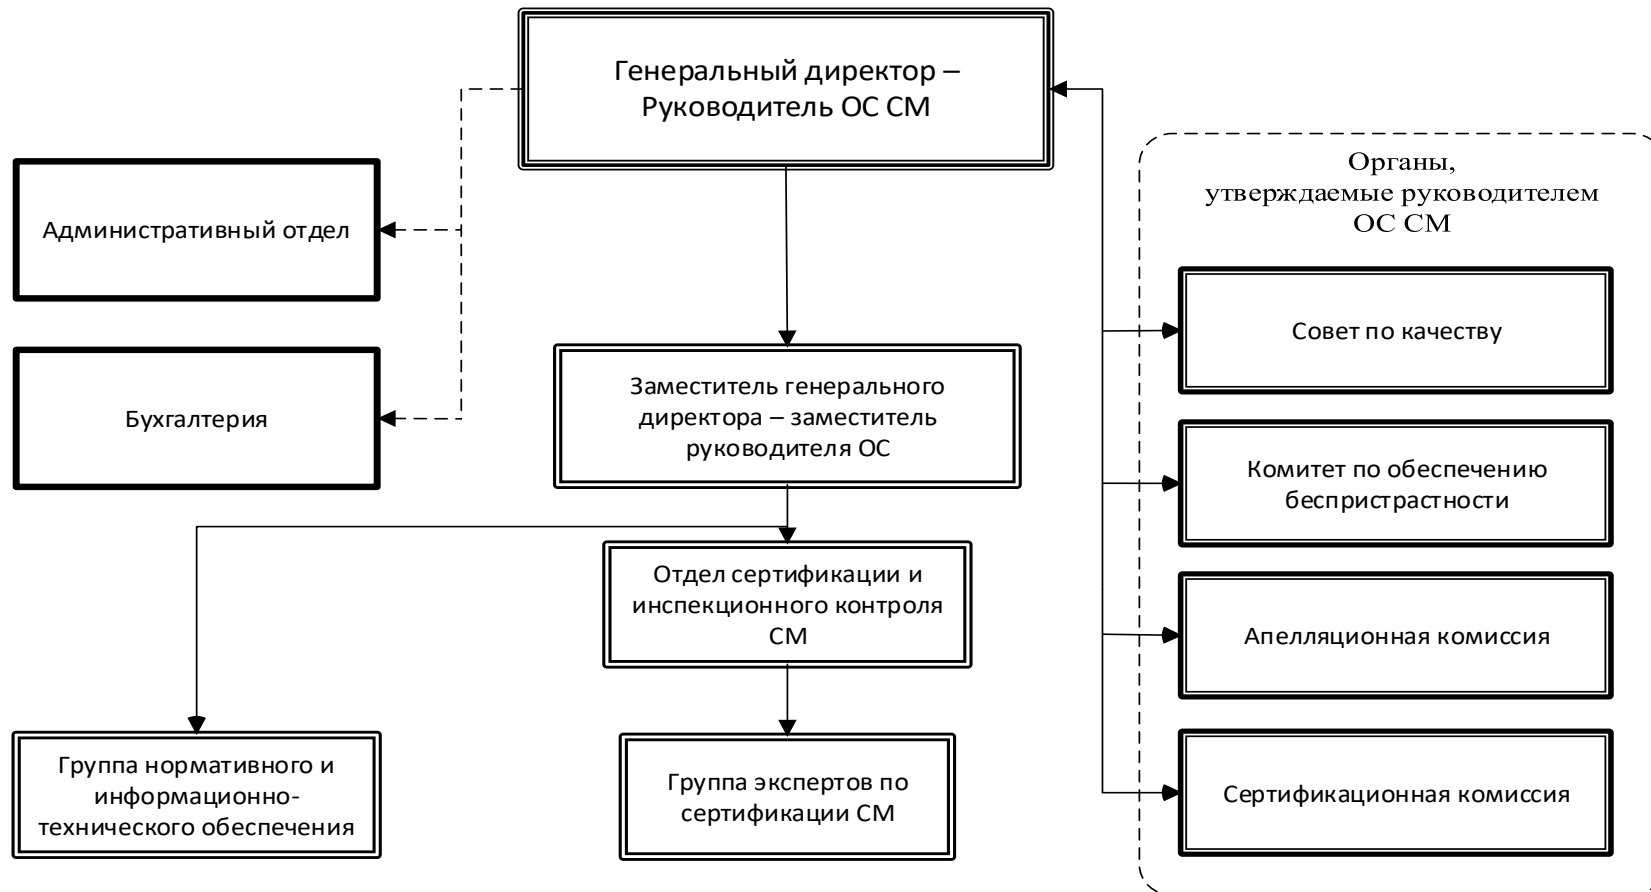 Генеральный директор –
Руководитель ОС СМ
Административный отдел
Бухгалтерия
Заместитель генерального
директора – заместитель
руководителя ОС
Отдел сертификации и
инспекционного контроля
СМ
Группа нормативного и
информационно-
технического обеспечения
Группа экспертов по
сертификации СМ
Органы,
утверждаемые руководителем
ОС СМ
Совет по качеству
Комитет по обеспечению
беспристрастности
Апелляционная комиссия
Сертификационная комиссия